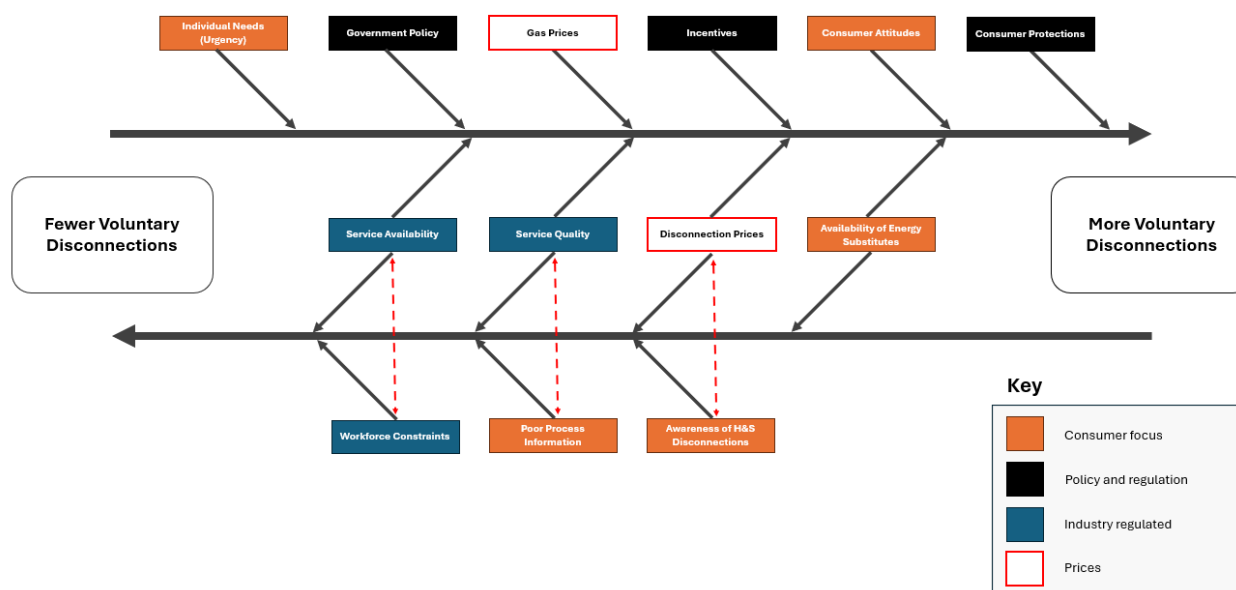 Individual Needs
(Urgency)
Government Policy
Gas Prices
Incentives
Consumer Attitudes
Consumer Protections
Fewer Voluntary
Disconnections
Service Availability
Service Quality
Disconnection Prices
Availability of Energy
Substitutes
More Voluntary
Disconnections
Workforce Constraints
Poor Process
Information
Awareness of H&S
Disconnections
Key
Consumer focus
Policy and regulation
Industry regulated
Prices